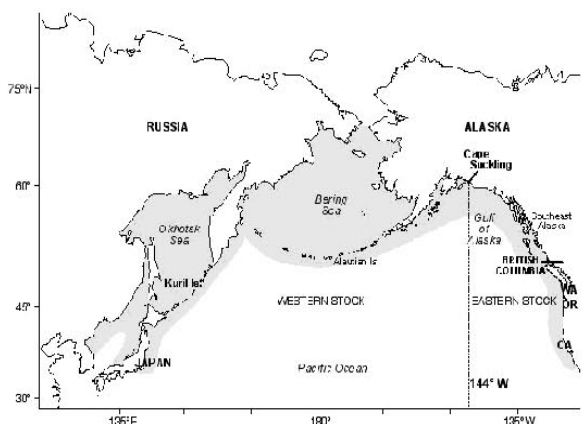 75°N
RUSSIA
ALASKA
Cape
Suckling
60°
Bering
Sea
Okhotsk
Sea
Gulf
of
Alaska
Southeast
Alaska
Aleutian Is
BRITISH
COLUMBIA
Kuril Is.
WA
OR
45°
WESTERN STOCK
EASTERN STOCK
CA
JAPAN
Pacific Ocean
144° W
30°
135°E
180°
135°W